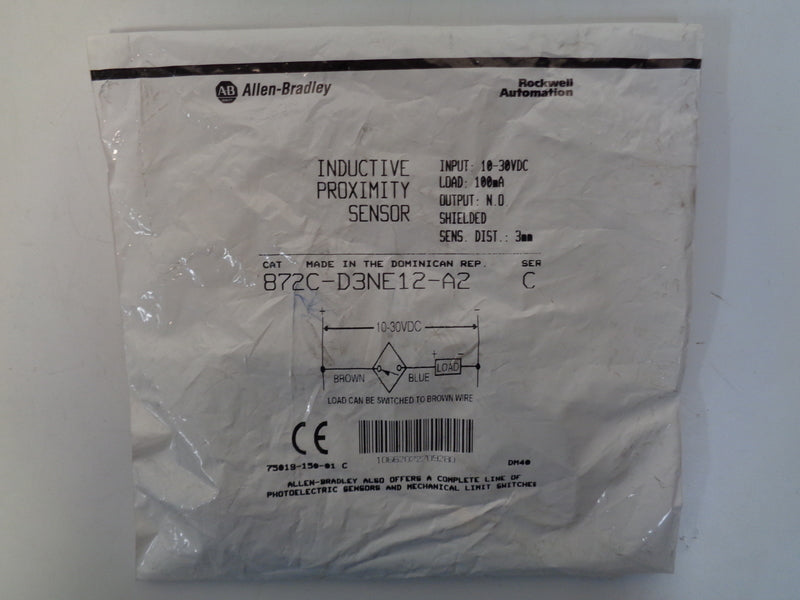 AB Allen-Bradley
Rockwell
Automation
INDUCTIVE
PROXIMITY
SENSOR
INPUT: 10-30VDC
LOAD: 100mA
OUTPUT: N.O
SHIELDED
SENS. DIST.: 3mm
CAT MADE IN THE DOMINICAN REP. SER
872C-D3NE12-A2 C
+ -
10-30VDC
+ -
LOAD
BROWN BLUE
LOAD CAN BE SWITCHED TO BROWN WIRE
CE
75018-150-01 C DM40
ALLEN-BRADLEY ALSO OFFERS A COMPLETE LINE OF
PHOTOELECTRIC SENSORS AND MECHANICAL LIMIT SWITCHES